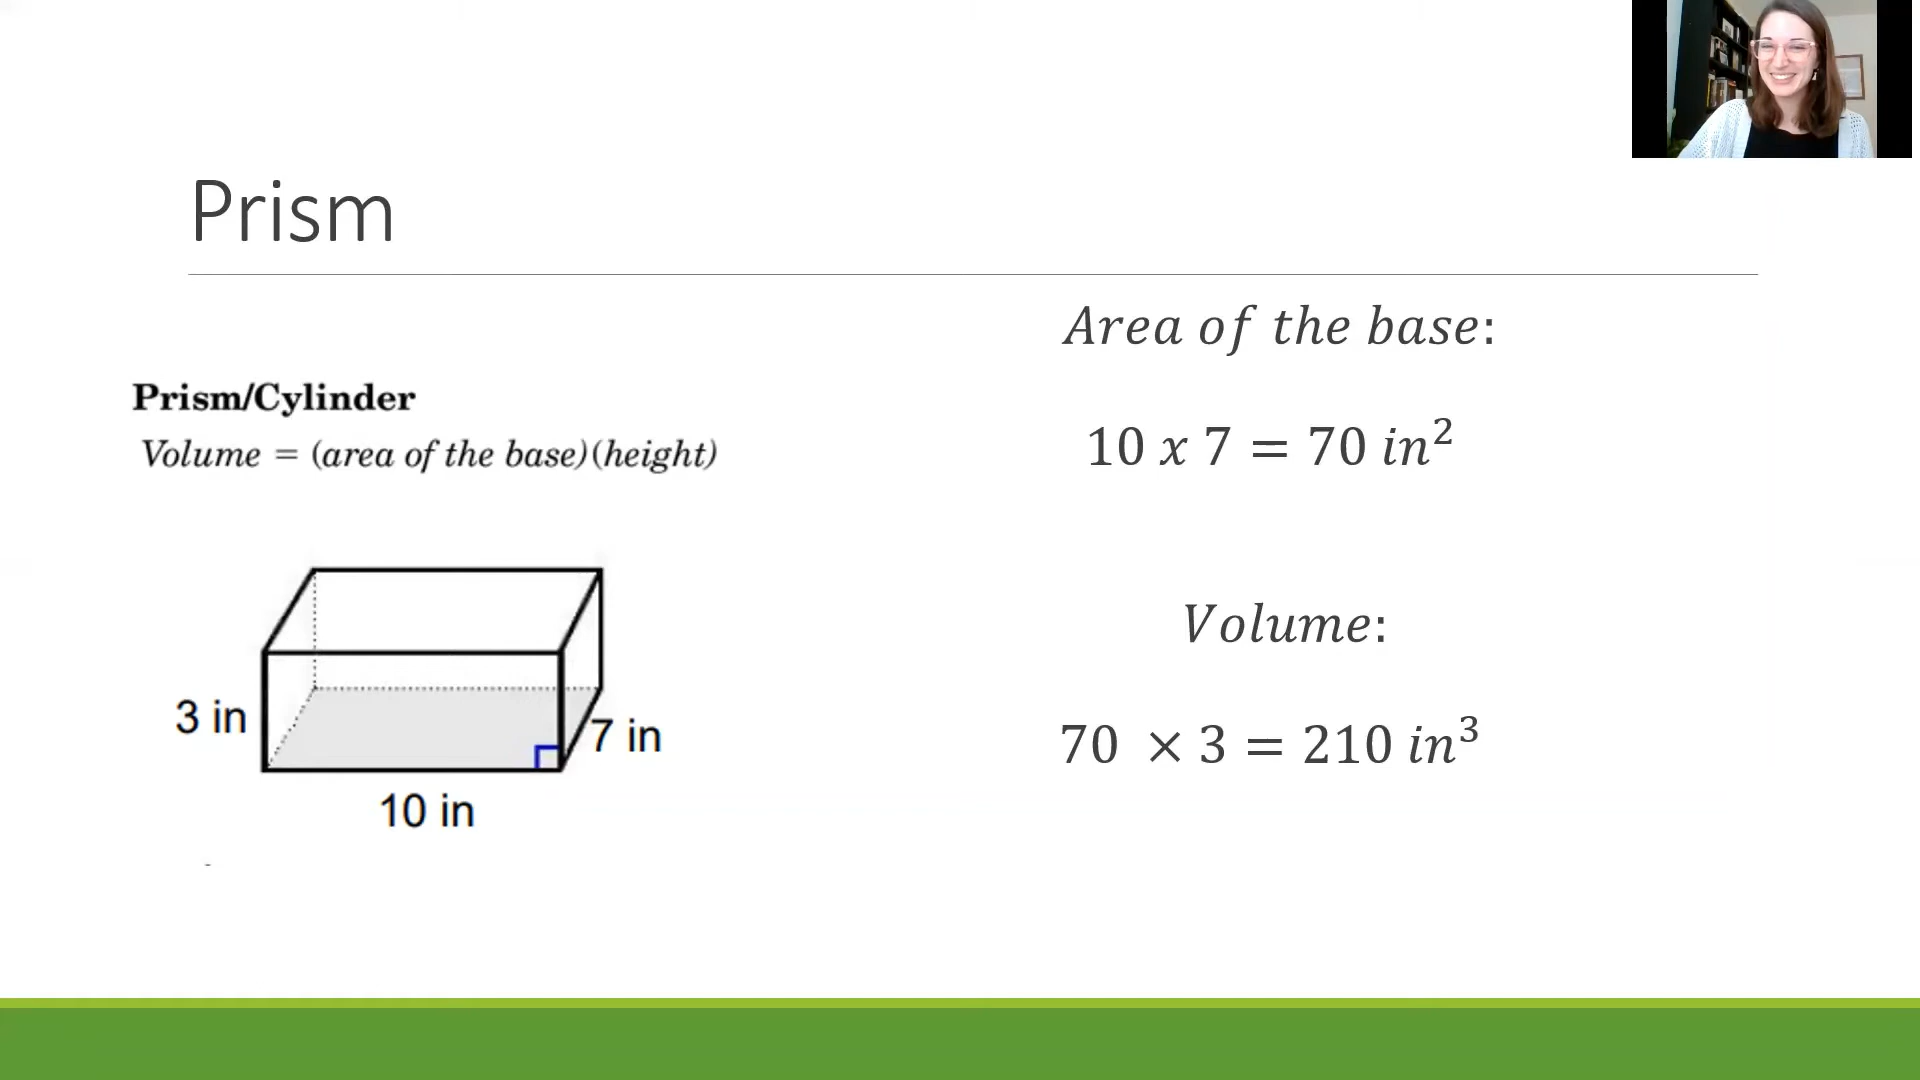 Prism
Prism/Cylinder
Volume = (area of the base)(height)
3 in
7 in
10 in
Area of the base:
10 x 7 = 70 in²
Volume:
70 × 3 = 210 in³